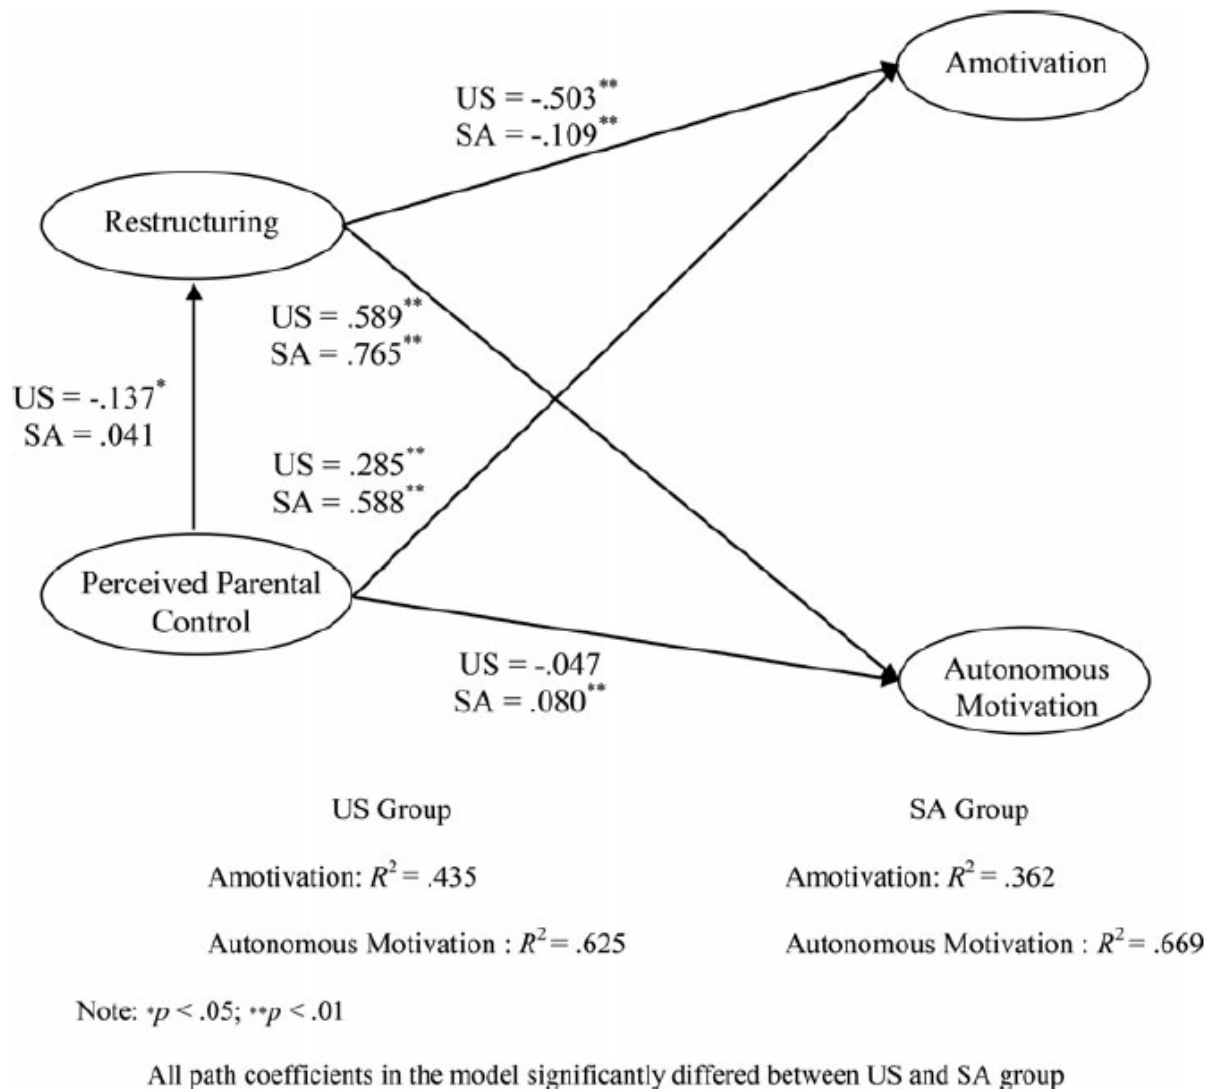 Amotivation
US = -.503**
SA = -.109**
Restructuring
US = .589**
SA = .765**
US = -.137*
SA = .041
US = .285**
SA = .588**
Perceived Parental
Control
US = -.047
SA = .080**
Autonomous
Motivation
US Group
SA Group
Amotivation: R² = .435
Amotivation: R² = .362
Autonomous Motivation : R² = .625
Autonomous Motivation : R² = .669
Note: *p < .05; **p < .01
All path coefficients in the model significantly differed between US and SA group